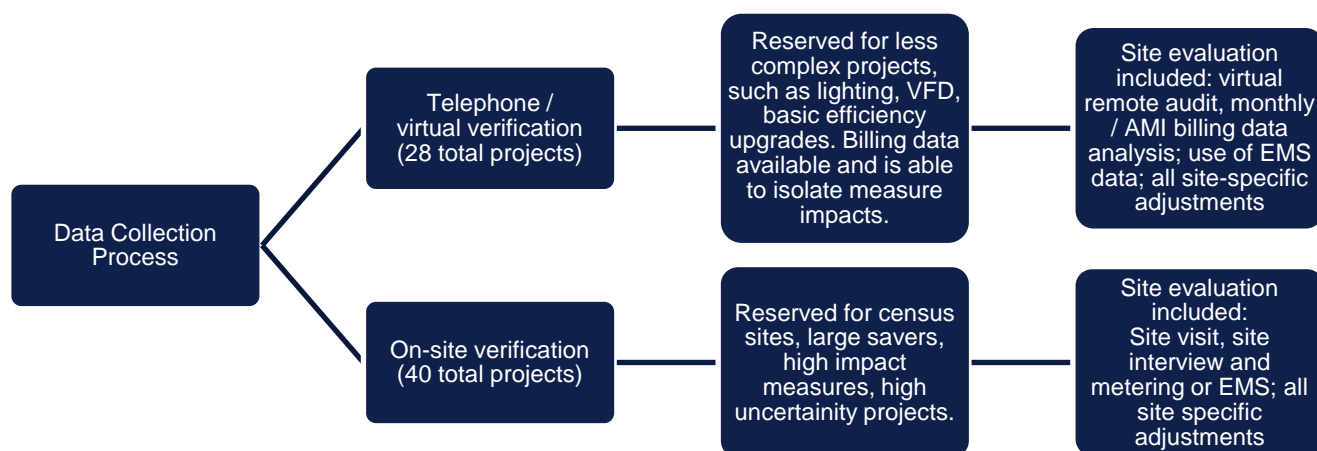 Data Collection
Process
Telephone /
virtual verification
(28 total projects)
Reserved for less
complex projects,
such as lighting, VFD,
basic efficiency
upgrades. Billing data
available and is able
to isolate measure
impacts.
Site evaluation
included: virtual
remote audit, monthly
/ AMI billing data
analysis; use of EMS
data; all site-specific
adjustments
On-site verification
(40 total projects)
Reserved for census
sites, large savers,
high impact
measures, high
uncertainity projects.
Site evaluation
included:
Site visit, site
interview and
metering or EMS; all
site specific
adjustments